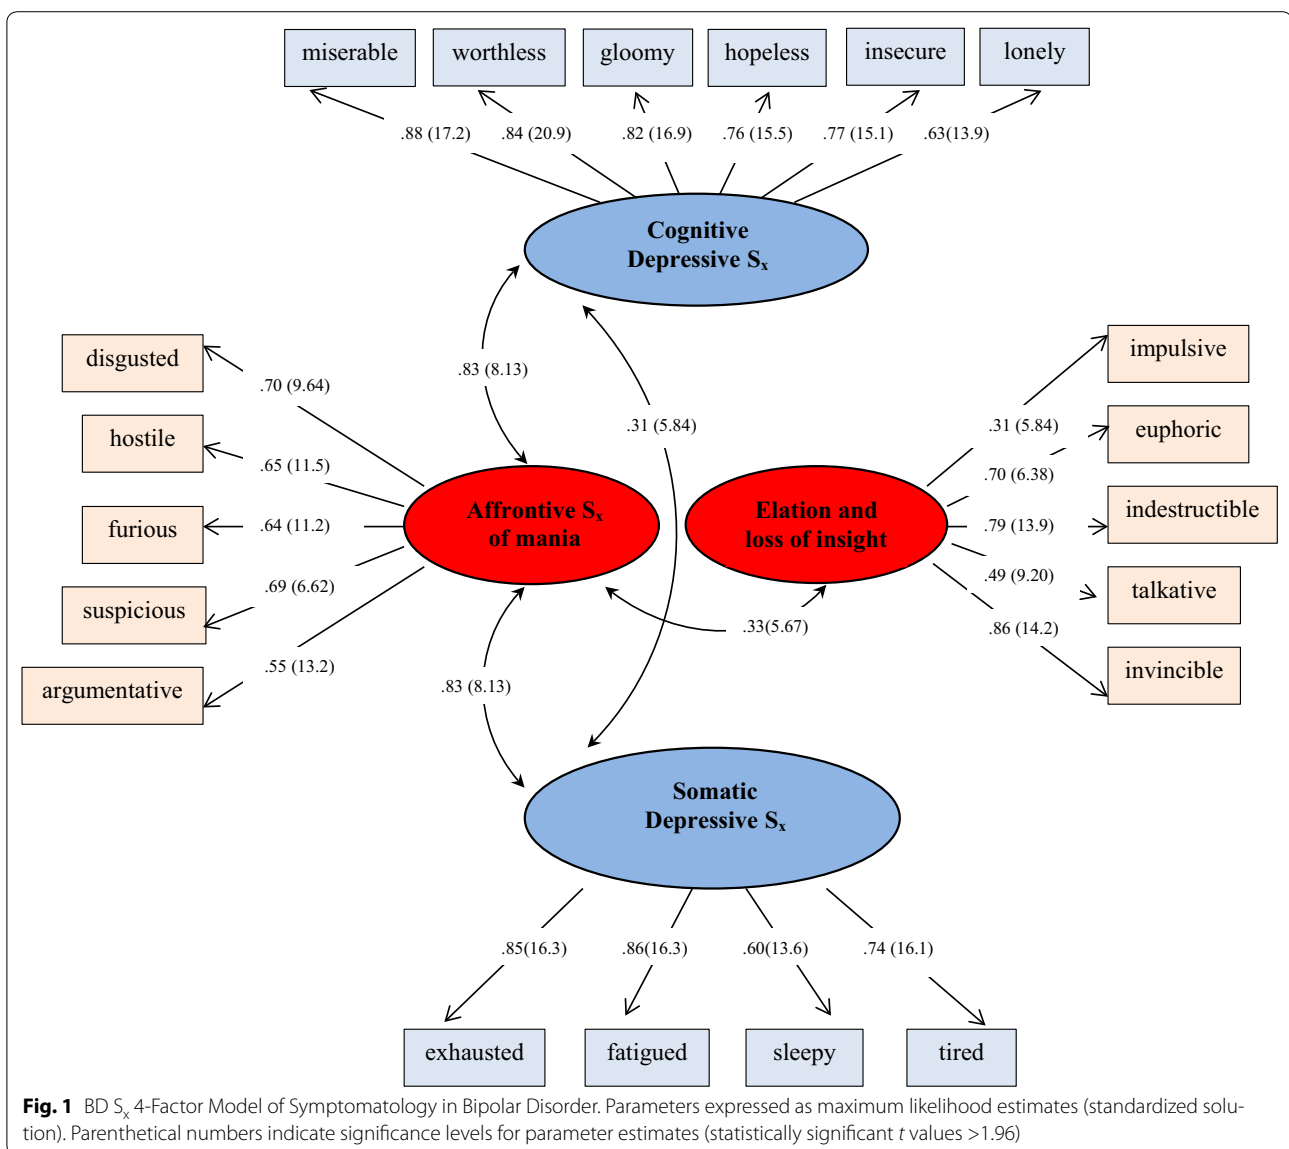 miserable
worthless
gloomy
hopeless
insecure
lonely
.88 (17.2)
.84 (20.9)
.82 (16.9)
.76 (15.5)
.77 (15.1)
.63(13.9)
Cognitive
Depressive Sx
disgusted
hostile
furious
suspicious
argumentative
.70 (9.64)
.65 (11.5)
.64 (11.2)
.69 (6.62)
.55 (13.2)
.83 (8.13)
.31 (5.84)
Affrontive Sx
of mania
Elation and
loss of insight
.31 (5.84)
.70 (6.38)
.79 (13.9)
.49 (9.20)
.86 (14.2)
impulsive
euphoric
indestructible
talkative
invincible
.33(5.67)
.83 (8.13)
Somatic
Depressive Sx
.85(16.3)
.86(16.3)
.60(13.6)
.74 (16.1)
exhausted
fatigued
sleepy
tired
Fig. 1 BD Sx 4-Factor Model of Symptomatology in Bipolar Disorder. Parameters expressed as maximum likelihood estimates (standardized solu-
tion). Parenthetical numbers indicate significance levels for parameter estimates (statistically significant t values >1.96)